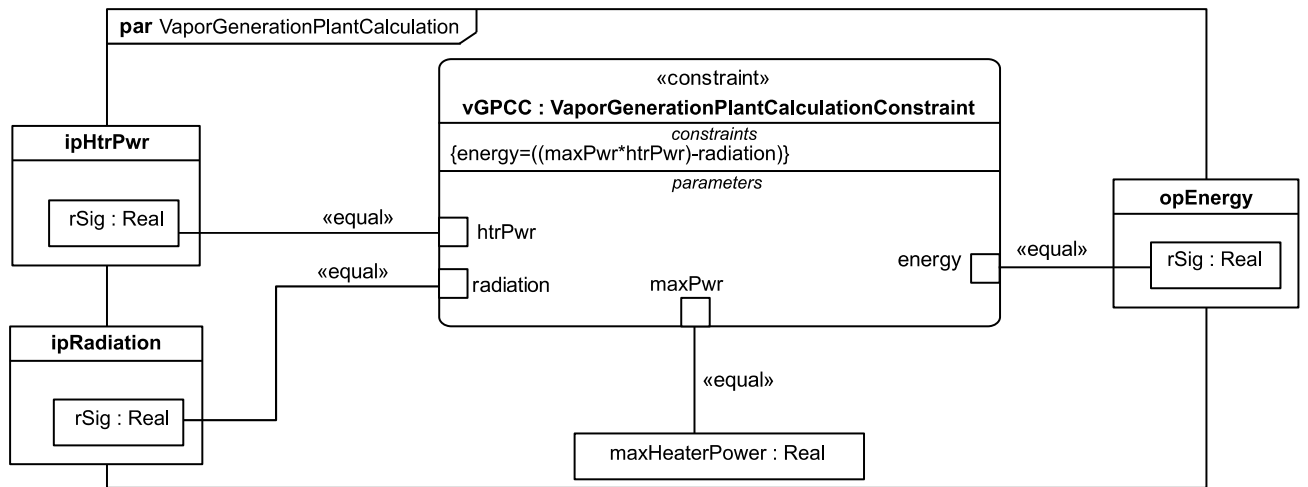 par VaporGenerationPlantCalculation
«constraint»
vGPCC : VaporGenerationPlantCalculationConstraint
constraints
{energy=((maxPwr*htrPwr)-radiation)}
parameters
ipHtrPwr
rSig : Real
«equal»
htrPwr
«equal»
radiation
maxPwr
energy
«equal»
opEnergy
rSig : Real
ipRadiation
rSig : Real
«equal»
maxHeaterPower : Real